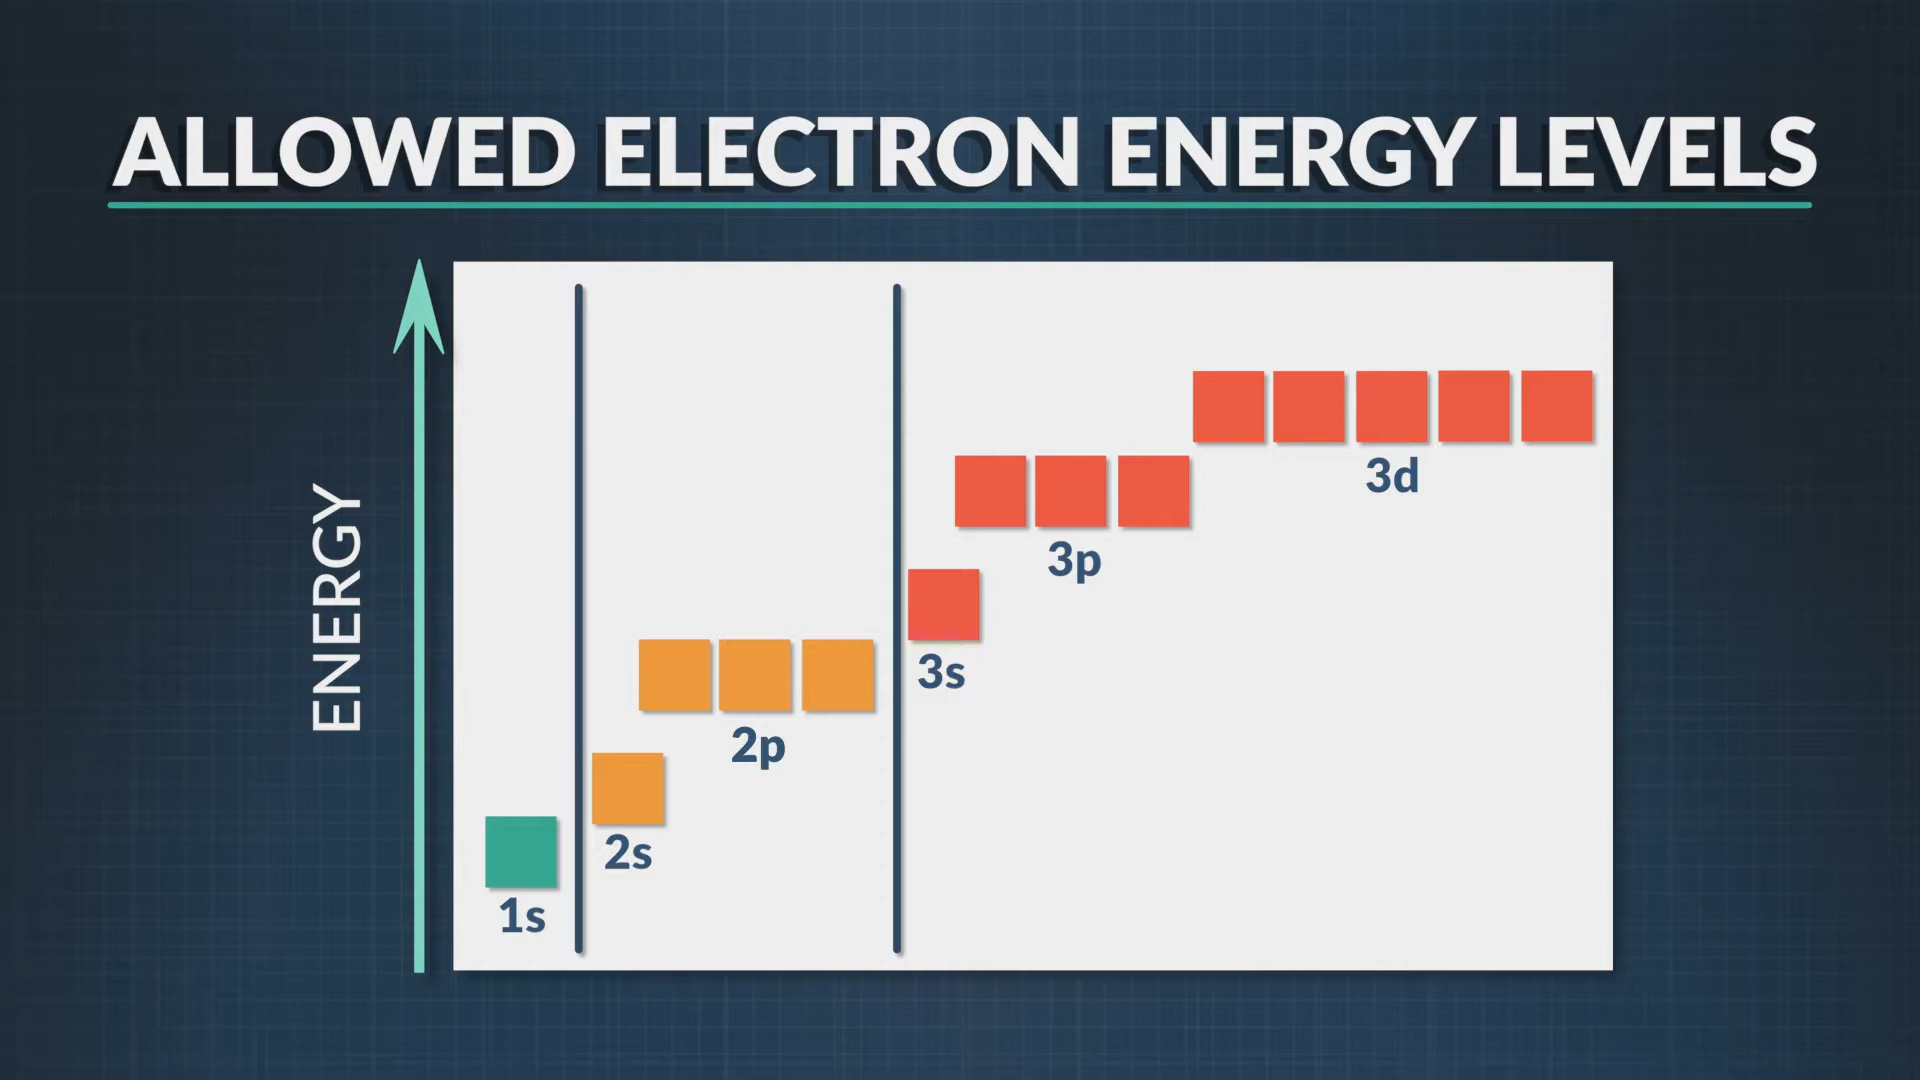 ALLOWED ELECTRON ENERGY LEVELS
ENERGY
1s
2s
2p
3s
3p
3d